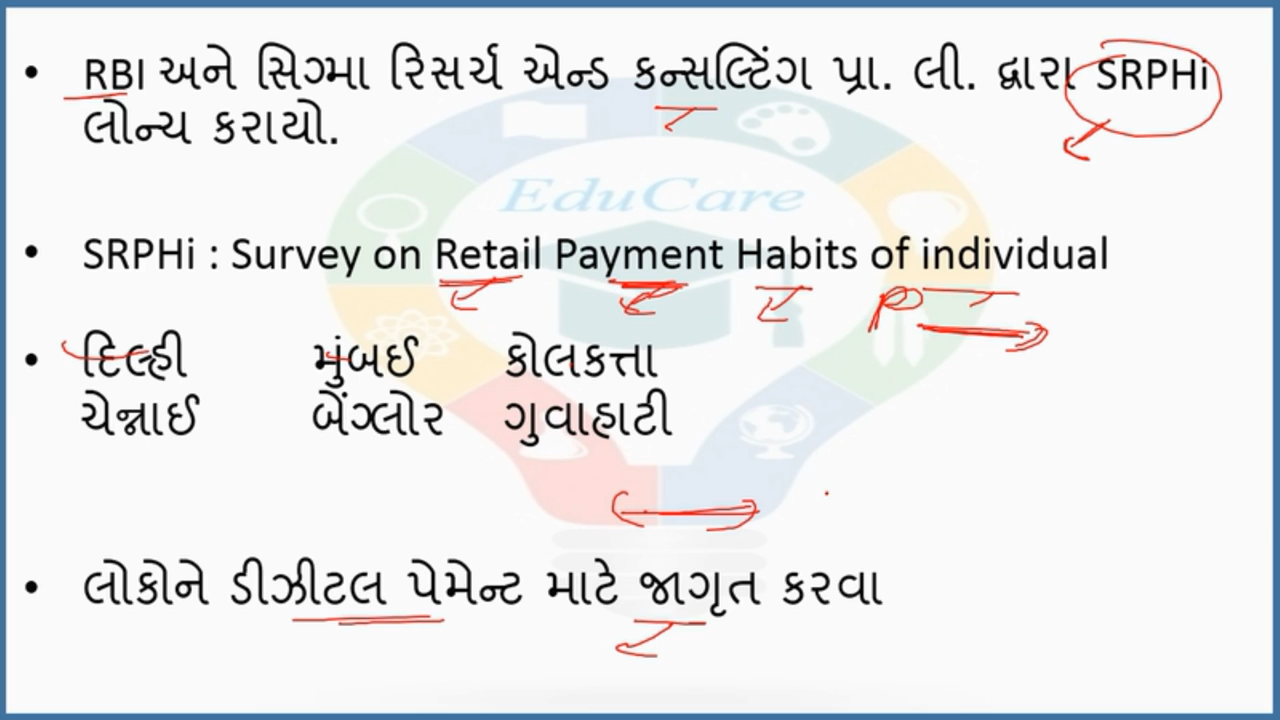 • RBI અને સિગ્મા રિસર્ચ એન્ડ કન્સલ્ટિંગ પ્રા. લી. દ્વારા SRPHi
લોન્ચ કરાયો.
EduCare
• SRPHi : Survey on Retail Payment Habits of individual
• દિલ્હી મુંબઈ કોલકત્તા
ચેન્નાઈ બેંગ્લોર ગુવાહાટી
• લોકોને ડીઝીટલ પેમેન્ટ માટે જાગૃત કરવા